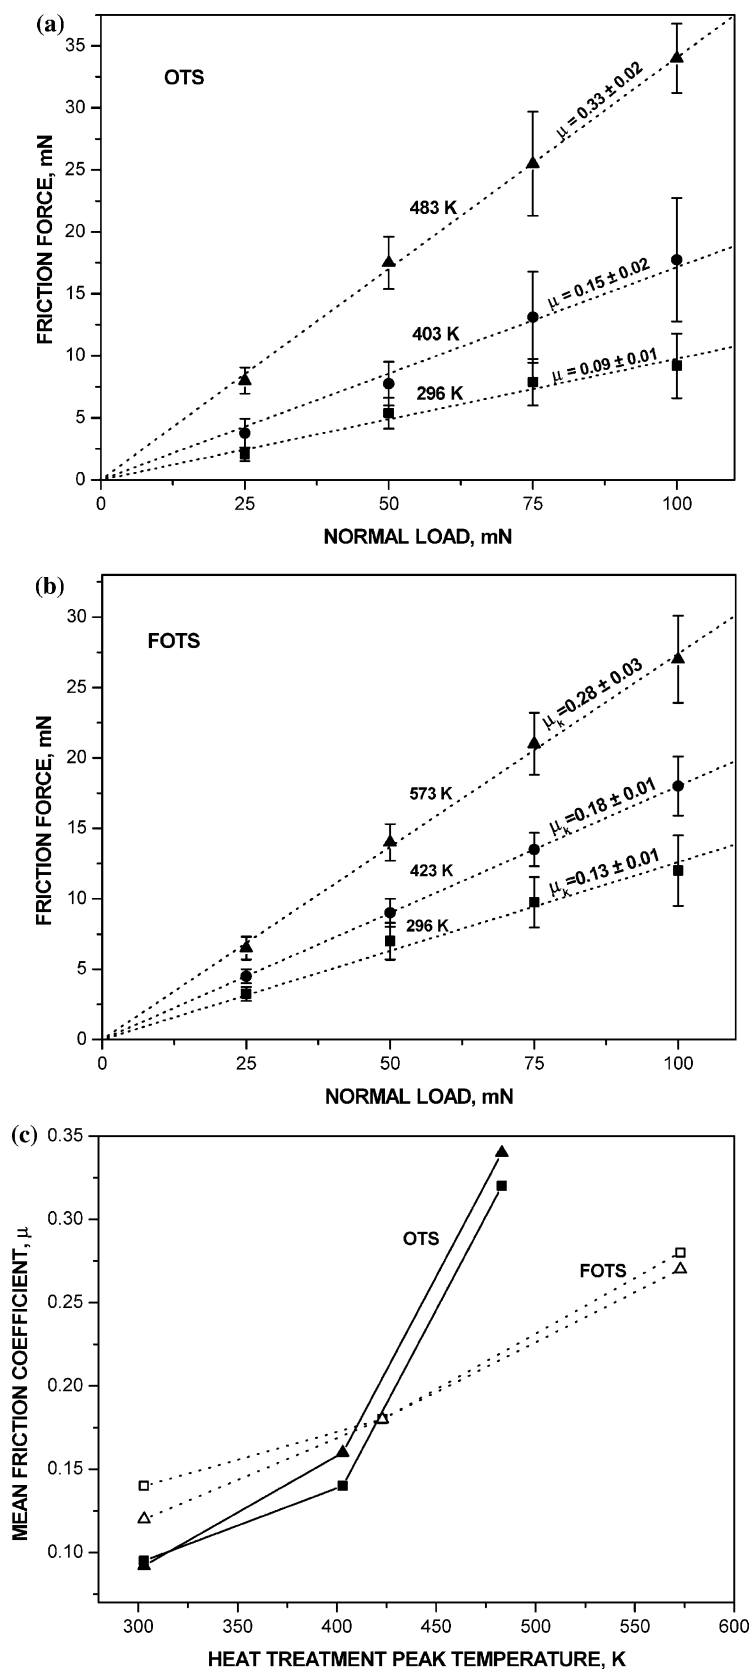 (a)
OTS
FRICTION FORCE, mN
35
30
25
20
15
10
5
0
483 K
403 K
296 K
μ = 0.33 ± 0.02
μ = 0.15 ± 0.02
μ = 0.09 ± 0.01
0 25 50 75 100
NORMAL LOAD, mN
(b)
FOTS
FRICTION FORCE, mN
30
25
20
15
10
5
0
573 K
423 K
296 K
μk=0.28 ± 0.03
μk=0.18 ± 0.01
μk=0.13 ± 0.01
0 25 50 75 100
NORMAL LOAD, mN
(c)
MEAN FRICTION COEFFICIENT, μ
0.35
0.30
0.25
0.20
0.15
0.10
OTS
FOTS
300 350 400 450 500 550 600
HEAT TREATMENT PEAK TEMPERATURE, K